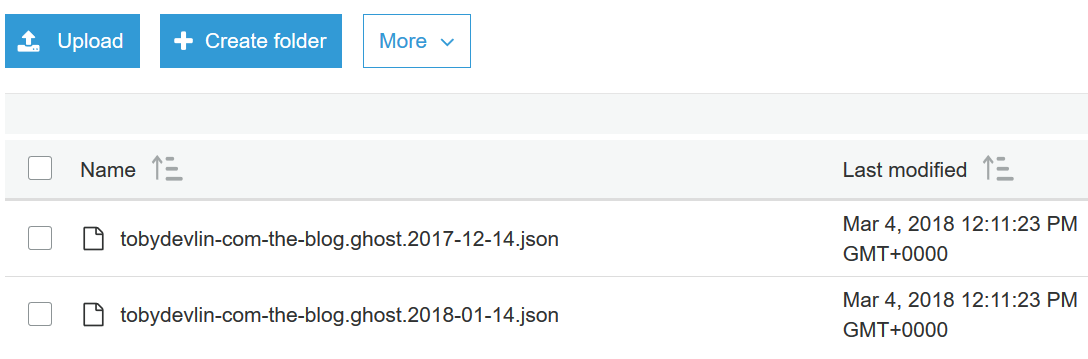 Upload Create folder More
Name Last modified
tobydevlin-com-the-blog.ghost.2017-12-14.json Mar 4, 2018 12:11:23 PM
GMT+0000
tobydevlin-com-the-blog.ghost.2018-01-14.json Mar 4, 2018 12:11:23 PM
GMT+0000